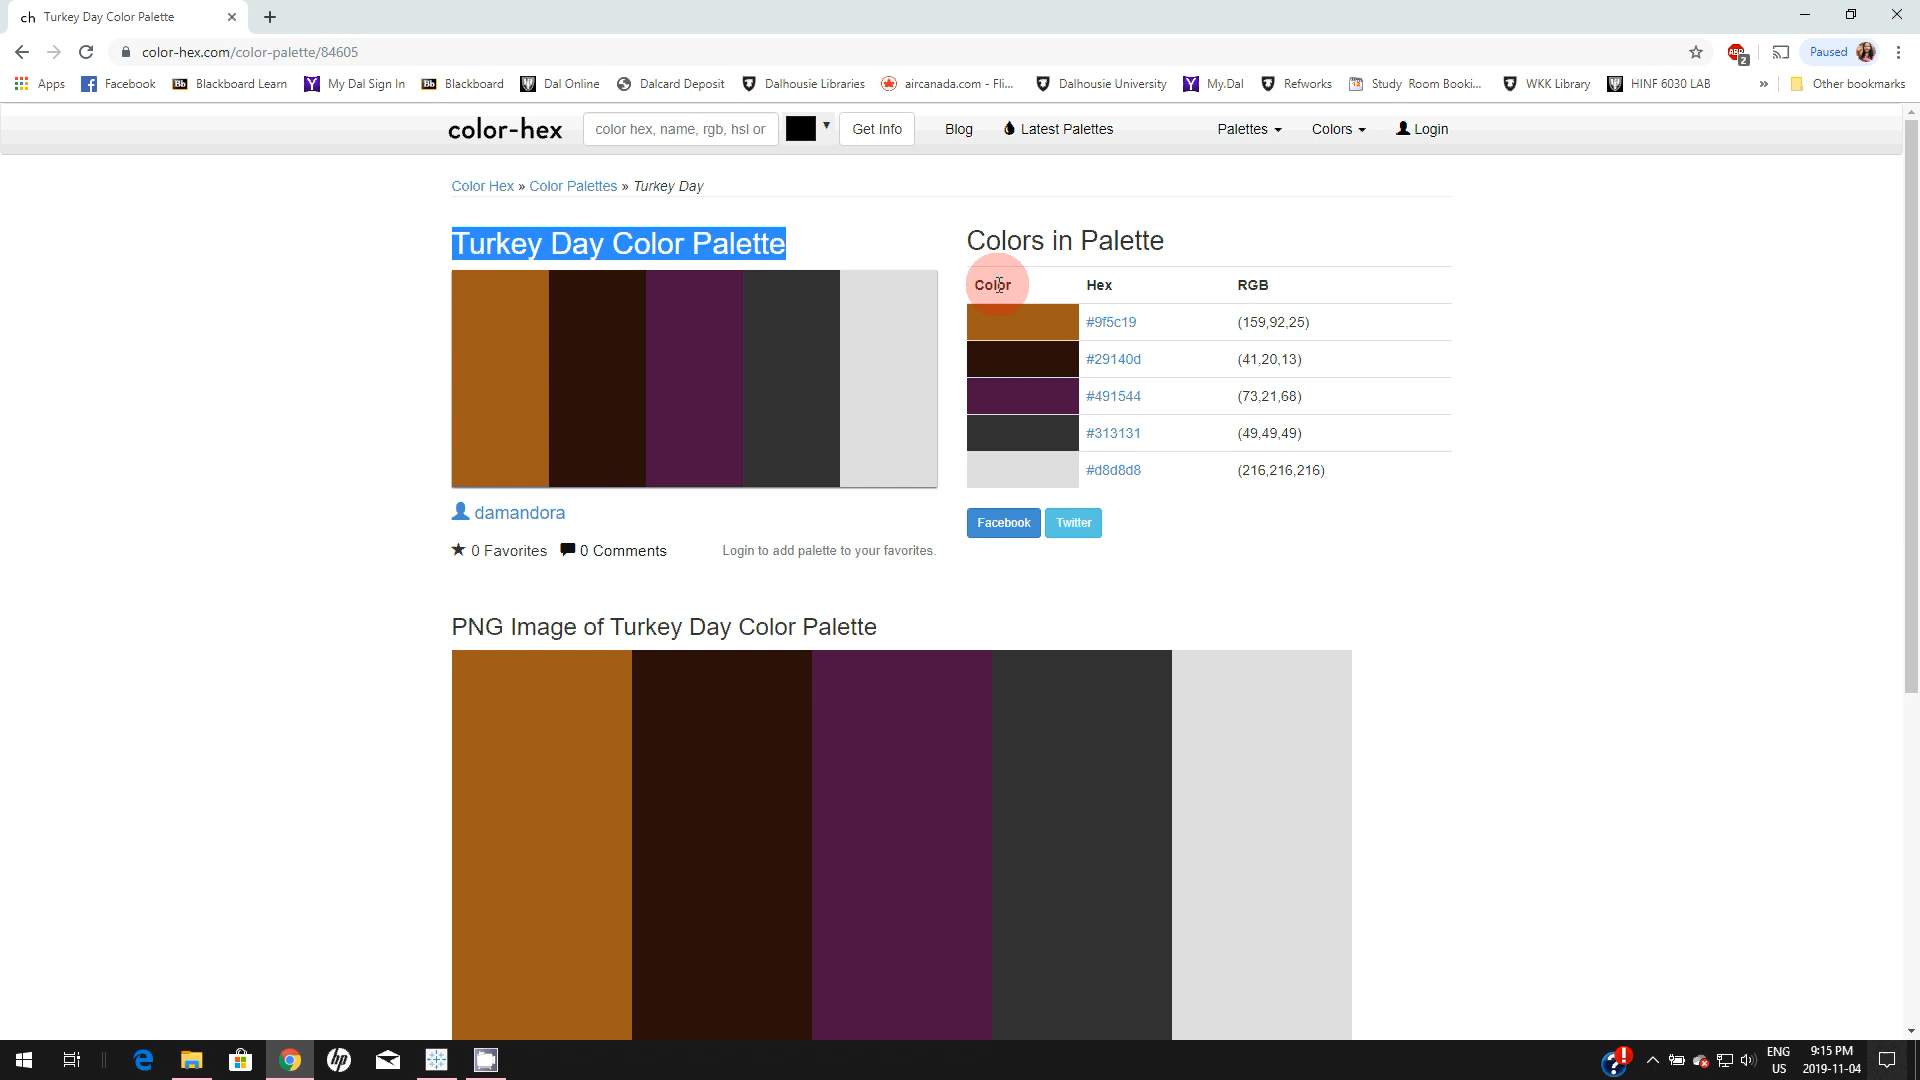 ch Turkey Day Color Palette
color-hex.com/color-palette/84605
ABP 2 Paused
Apps Facebook Bb Blackboard Learn My Dal Sign In Bb Blackboard Dal Online Dalcard Deposit Dalhousie Libraries aircanada.com - Fli... Dalhousie University My.Dal Refworks Study Room Booki... WKK Library HINF 6030 LAB » Other bookmarks
color-hex color hex, name, rgb, hsl or Get Info Blog Latest Palettes Palettes Colors Login
Color Hex » Color Palettes » Turkey Day
Turkey Day Color Palette
damandora
0 Favorites 0 Comments Login to add palette to your favorites.
Colors in Palette
Color Hex RGB
#9f5c19 (159,92,25)
#29140d (41,20,13)
#491544 (73,21,68)
#313131 (49,49,49)
#d8d8d8 (216,216,216)
Facebook Twitter
PNG Image of Turkey Day Color Palette
ENG 9:15 PM
US 2019-11-04